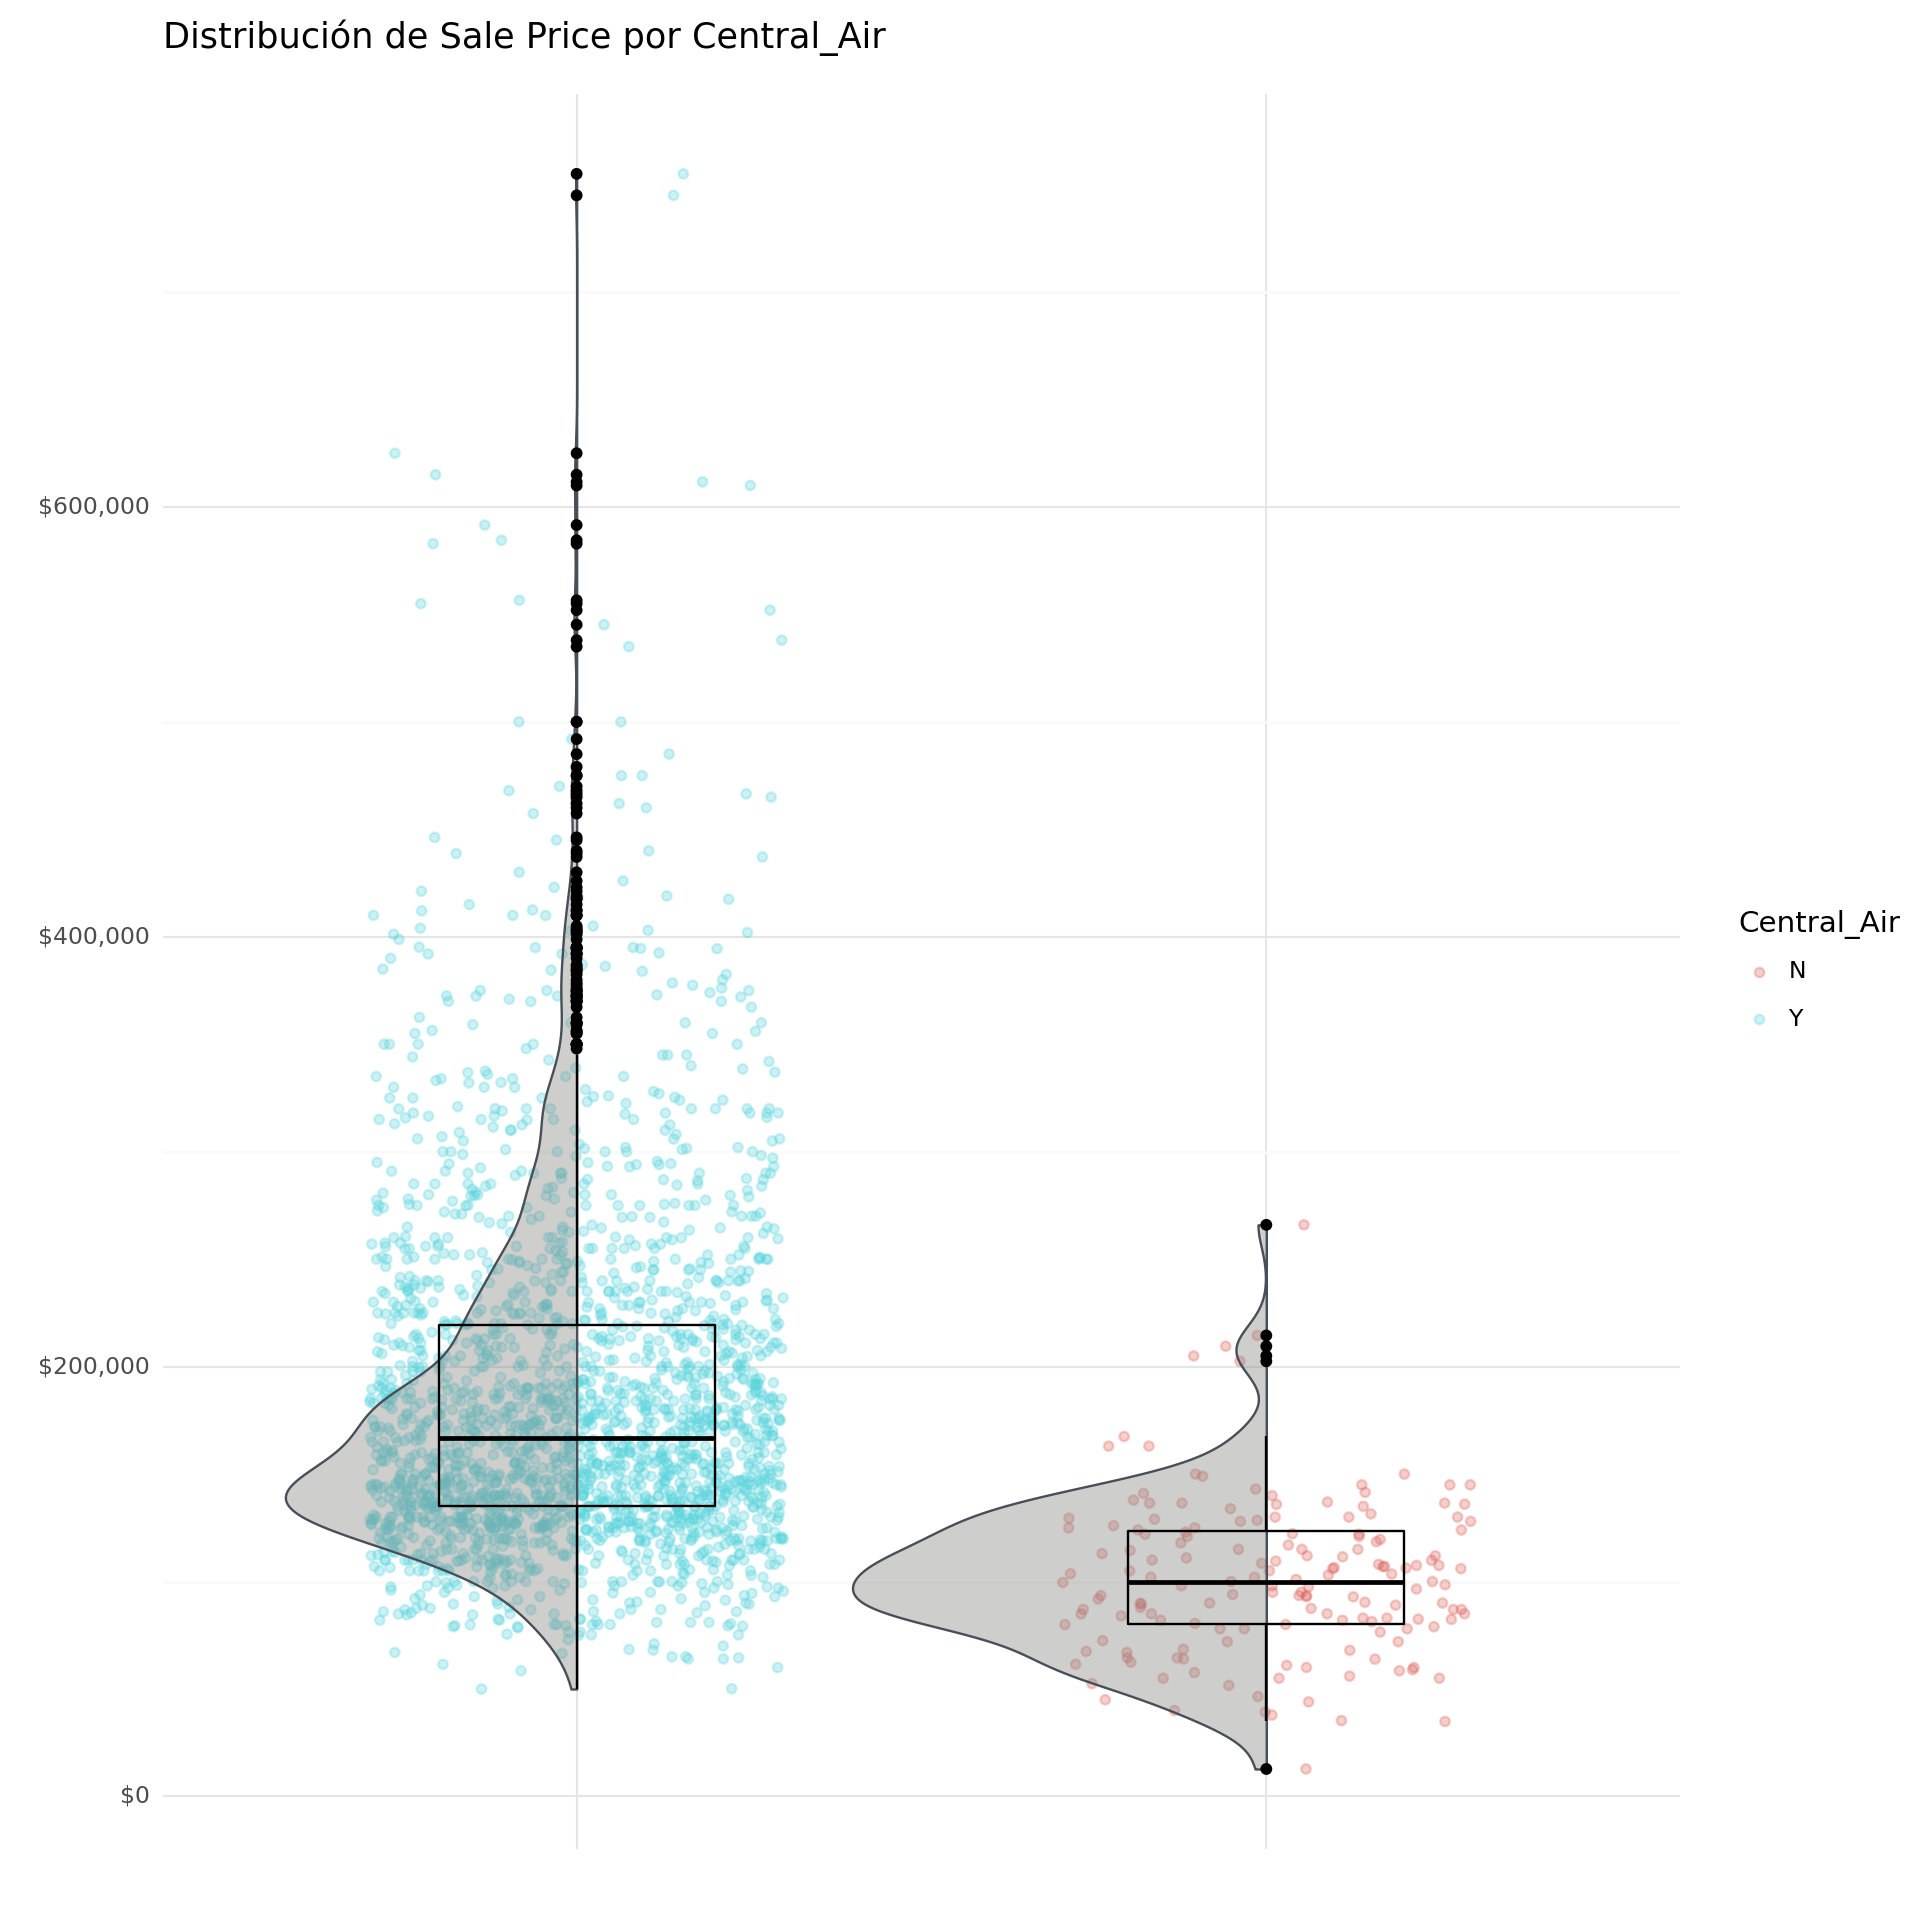 Distribución de Sale Price por Central_Air
$600,000
$400,000
$200,000
$0
Central_Air
N
Y